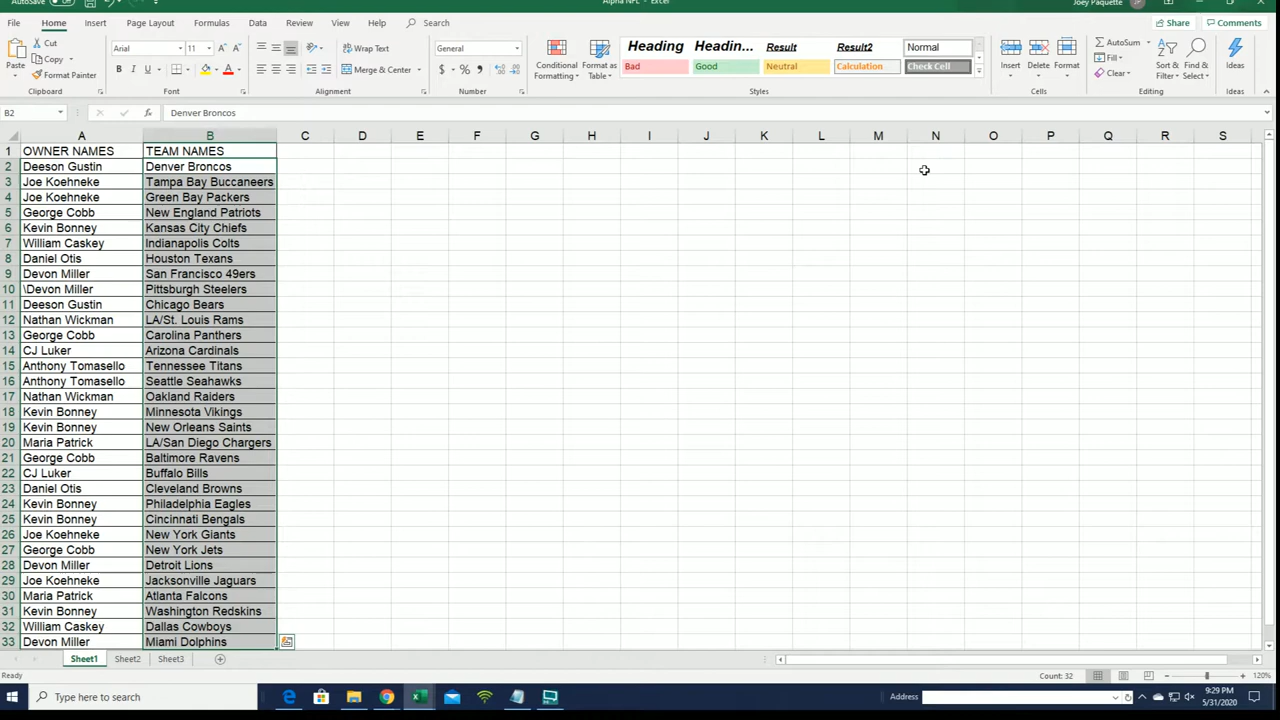 AutoSave Off Alpha NFL - Excel Joey Paquette JP
File Home Insert Page Layout Formulas Data Review View Help Search Share Comments
Paste Cut Copy Format Painter Clipboard
Arial 11 A A B I U A Font
Wrap Text Merge & Center Alignment
General $ % , Number
Conditional Formatting Format as Table
Heading Headin... Result Result2 Normal
Bad Good Neutral Calculation Check Cell
Styles
Insert Delete Format Cells
AutoSum Fill Clear Sort & Filter Find & Select Editing
Ideas Ideas
B2 fx Denver Broncos
A B C D E F G H I J K L M N O P Q R S
1 OWNER NAMES TEAM NAMES
2 Deeson Gustin Denver Broncos
3 Joe Koehneke Tampa Bay Buccaneers
4 Joe Koehneke Green Bay Packers
5 George Cobb New England Patriots
6 Kevin Bonney Kansas City Chiefs
7 William Caskey Indianapolis Colts
8 Daniel Otis Houston Texans
9 Devon Miller San Francisco 49ers
10 \Devon Miller Pittsburgh Steelers
11 Deeson Gustin Chicago Bears
12 Nathan Wickman LA/St. Louis Rams
13 George Cobb Carolina Panthers
14 CJ Luker Arizona Cardinals
15 Anthony Tomasello Tennessee Titans
16 Anthony Tomasello Seattle Seahawks
17 Nathan Wickman Oakland Raiders
18 Kevin Bonney Minnesota Vikings
19 Kevin Bonney New Orleans Saints
20 Maria Patrick LA/San Diego Chargers
21 George Cobb Baltimore Ravens
22 CJ Luker Buffalo Bills
23 Daniel Otis Cleveland Browns
24 Kevin Bonney Philadelphia Eagles
25 Kevin Bonney Cincinnati Bengals
26 Joe Koehneke New York Giants
27 George Cobb New York Jets
28 Devon Miller Detroit Lions
29 Joe Koehneke Jacksonville Jaguars
30 Maria Patrick Atlanta Falcons
31 Kevin Bonney Washington Redskins
32 William Caskey Dallas Cowboys
33 Devon Miller Miami Dolphins
Sheet1 Sheet2 Sheet3
Ready Count: 32 120%
Type here to search Address 9:29 PM
5/31/2020